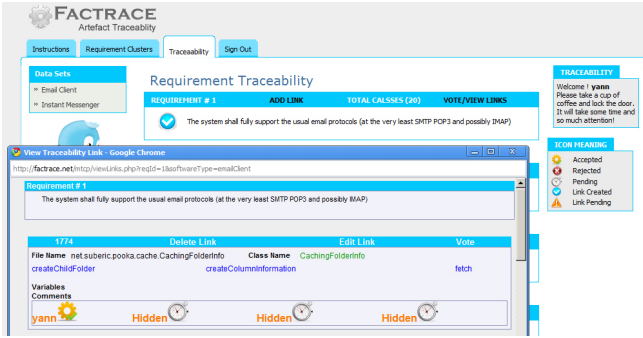 FACTRACE
Artefact Traceablity
Instructions
Requirement Clusters
Traceability
Sign Out
Data Sets
» Email Client
» Instant Messenger
Requirement Traceability
REQUIREMENT # 1 ADD LINK TOTAL CALSSES (20) VOTE/VIEW LINKS
The system shall fully support the usual email protocols (at the very least SMTP POP3 and possibly IMAP)
TRACEABILITY
Welcome ! yann
Please take a cup of
coffee and lock the door.
It will take some time and
so much attention!
ICON MEANING
Accepted
Rejected
Pending
Link Created
Link Pending
View Traceability Link - Google Chrome
http://factrace.net/mtcp/viewLinks.php?reqId=1&softwareType=emailClient
Requirement # 1
The system shall fully support the usual email protocols (at the very least SMTP POP3 and possibly IMAP)
1774 Delete Link Edit Link Vote
File Name net.suberic.pooka.cache.CachingFolderInfo Class Name CachingFolderInfo
createChildFolder createColumnInformation fetch
Variables
Comments
yann Hidden Hidden Hidden